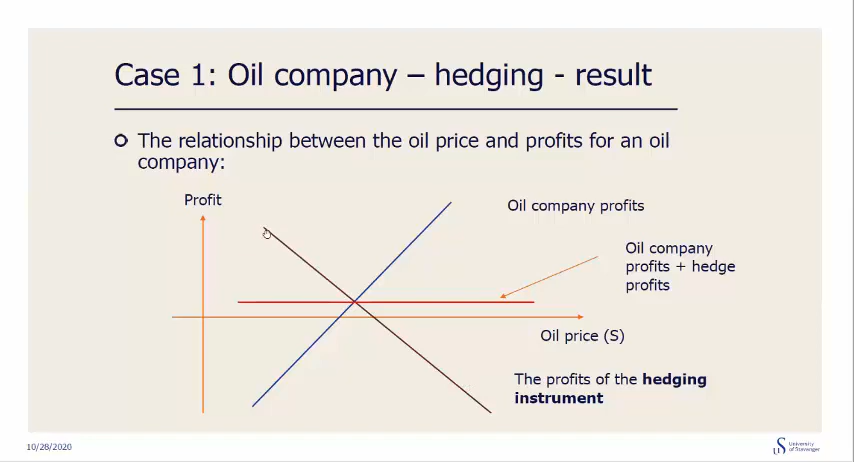 Case 1: Oil company – hedging - result
The relationship between the oil price and profits for an oil
company:
Profit
Oil company profits
Oil company
profits + hedge
profits
Oil price (S)
The profits of the hedging
instrument
10/28/2020
US
University
of Stavanger